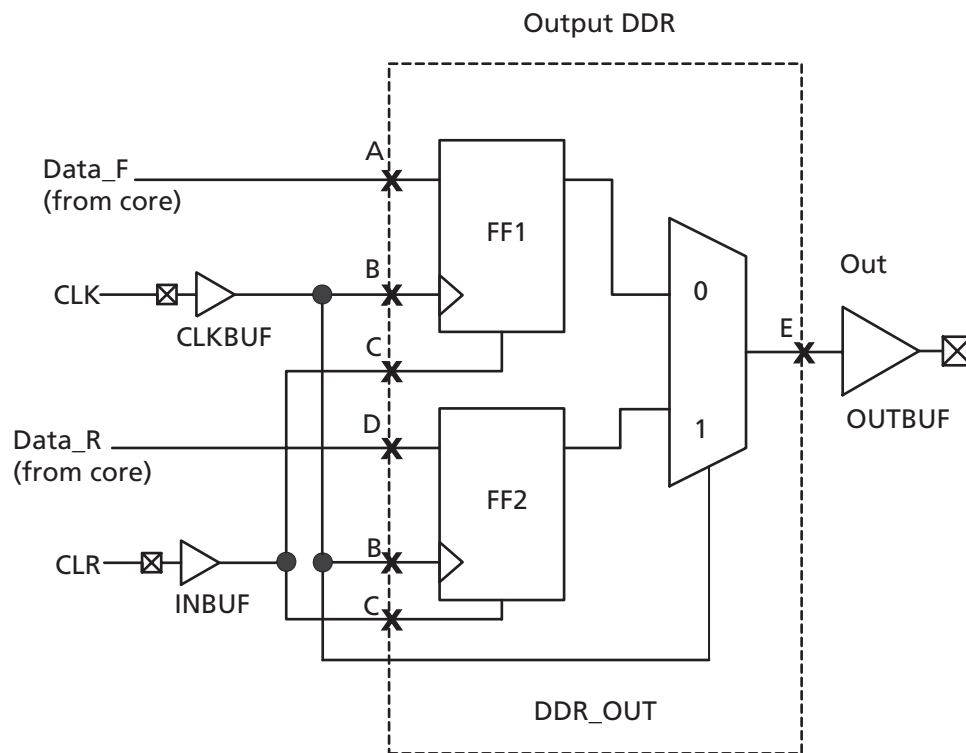 Output DDR
A
Data_F
(from core)
FF1
B
CLK
CLKBUF
C
0
Out
E
OUTBUF
D
Data_R
(from core)
1
FF2
B
CLR
INBUF
C
DDR_OUT